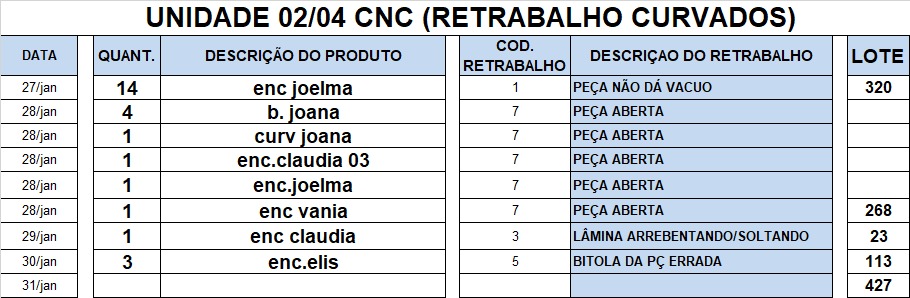 UNIDADE 02/04 CNC (RETRABALHO CURVADOS)
DATA QUANT. DESCRIÇÃO DO PRODUTO COD. RETRABALHO DESCRIÇAO DO RETRABALHO LOTE
27/jan 14 enc joelma 1 PEÇA NÃO DÁ VACUO 320
28/jan 4 b. joana 7 PEÇA ABERTA
28/jan 1 curv joana 7 PEÇA ABERTA
28/jan 1 enc.claudia 03 7 PEÇA ABERTA
28/jan 1 enc.joelma 7 PEÇA ABERTA
28/jan 1 enc vania 7 PEÇA ABERTA 268
29/jan 1 enc claudia 3 LÂMINA ARREBENTANDO/SOLTANDO 23
30/jan 3 enc.elis 5 BITOLA DA PÇ ERRADA 113
31/jan 427